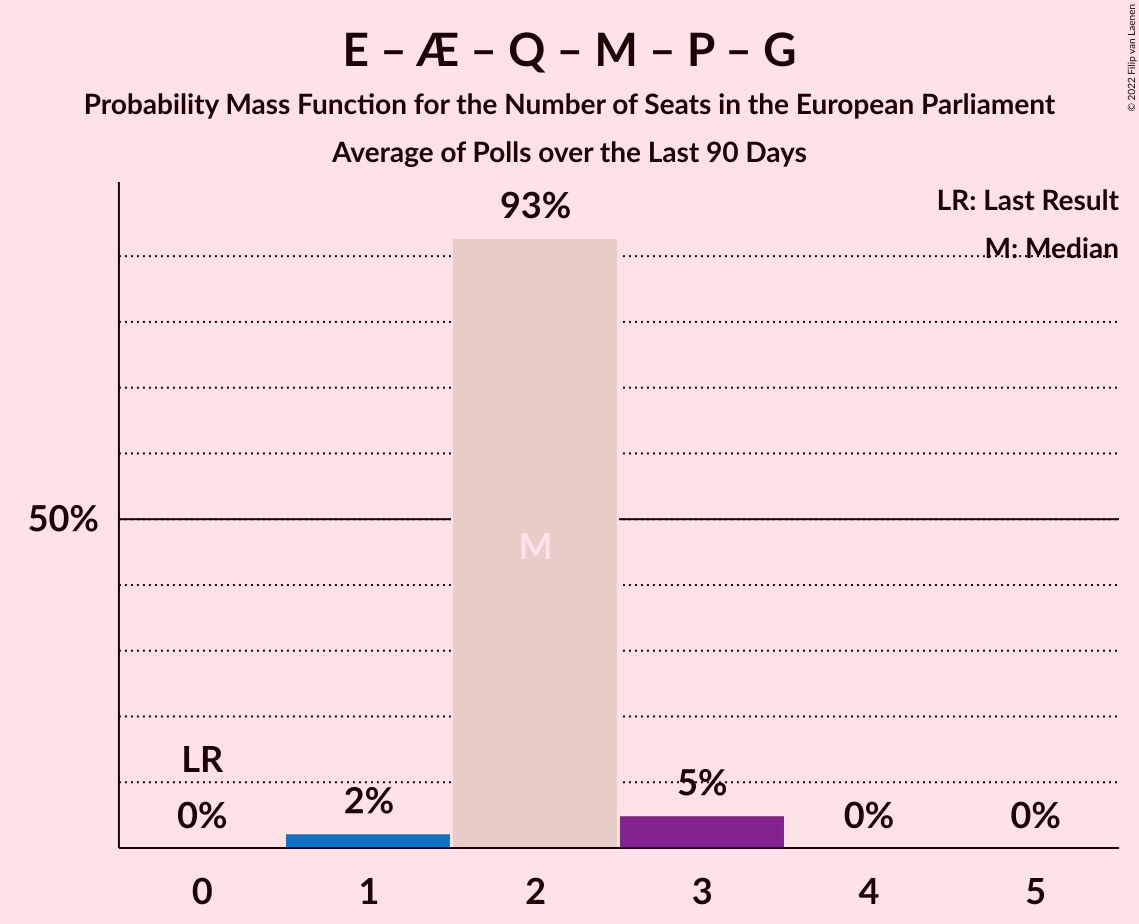 E – Æ – Q – M – P – G
Probability Mass Function for the Number of Seats in the European Parliament
Average of Polls over the Last 90 Days
© 2022 Filip van Laenen
LR: Last Result
M: Median
93%
50%
M
LR
0%
2%
5%
0%
0%
0 1 2 3 4 5